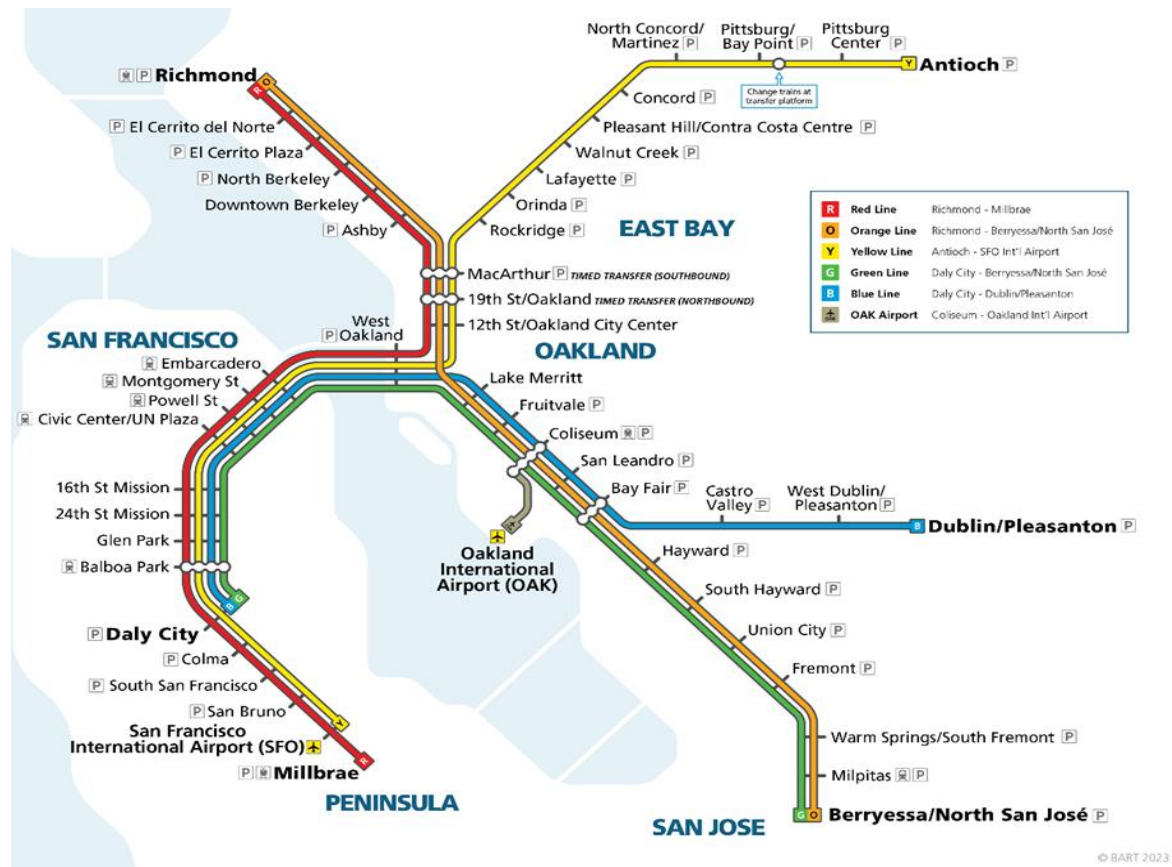 North Concord/
Martinez P
Pittsburg/
Bay Point P
Pittsburg
Center P
Y
Antioch P
Change trains at
transfer platform
P Richmond
O
R
Concord P
P El Cerrito del Norte
Pleasant Hill/Contra Costa Centre P
P El Cerrito Plaza
Walnut Creek P
P North Berkeley
Lafayette P
Downtown Berkeley
Orinda P
P Ashby
Rockridge P
EAST BAY
R Red Line Richmond - Millbrae
O Orange Line Richmond - Berryessa/North San José
Y Yellow Line Antioch - SFO Int'l Airport
G Green Line Daly City - Berryessa/North San José
B Blue Line Daly City - Dublin/Pleasanton
OAK Airport Coliseum - Oakland Int'l Airport
MacArthur P TIMED TRANSFER (SOUTHBOUND)
19th St/Oakland TIMED TRANSFER (NORTHBOUND)
12th St/Oakland City Center
West
P Oakland
SAN FRANCISCO
OAKLAND
Embarcadero
Montgomery St
Powell St
Civic Center/UN Plaza
Lake Merritt
Fruitvale P
Coliseum P
San Leandro P
Bay Fair P
16th St Mission
24th St Mission
Glen Park
Balboa Park
Castro
Valley P
West Dublin/
Pleasanton P
B
Dublin/Pleasanton P
Oakland
International
Airport (OAK)
Hayward P
South Hayward P
Union City P
Fremont P
B G
P Daly City
P Colma
P South San Francisco
P San Bruno
Y
San Francisco
International Airport (SFO)
R
P Millbrae
PENINSULA
Warm Springs/South Fremont P
Milpitas P
G O
Berryessa/North San José P
SAN JOSE
© BART 2023